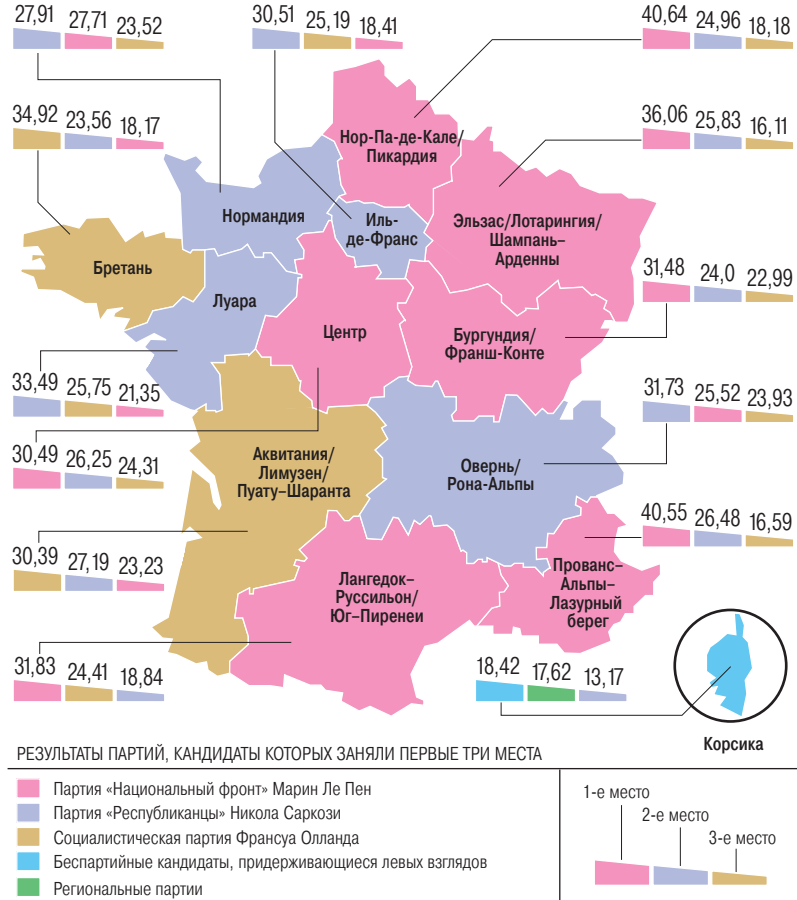 27,91 27,71 23,52
30,51 25,19 18,41
40,64 24,96 18,18
34,92 23,56 18,17
36,06 25,83 16,11
Нор-Па-де-Кале/
Пикардия
Нормандия
Иль-
де-Франс
Эльзас/Лотарингия/
Шампань–
Арденны
Бретань
31,48 24,0 22,99
Луара
Центр
Бургундия/
Франш-Конте
33,49 25,75 21,35
31,73 25,52 23,93
30,49 26,25 24,31
Аквитания/
Лимузен/
Пуату–Шаранта
Овернь/
Рона-Альпы
40,55 26,48 16,59
30,39 27,19 23,23
Лангедок–
Руссильон/
Юг–Пиренеи
Прованс–
Альпы–
Лазурный
берег
31,83 24,41 18,84
18,42 17,62 13,17
Корсика
РЕЗУЛЬТАТЫ ПАРТИЙ, КАНДИДАТЫ КОТОРЫХ ЗАНЯЛИ ПЕРВЫЕ ТРИ МЕСТА
Партия «Национальный фронт» Марин Ле Пен
Партия «Республиканцы» Никола Саркози
Социалистическая партия Франсуа Олланда
Беспартийные кандидаты, придерживающиеся левых взглядов
Региональные партии
1-е место
2-е место
3-е место